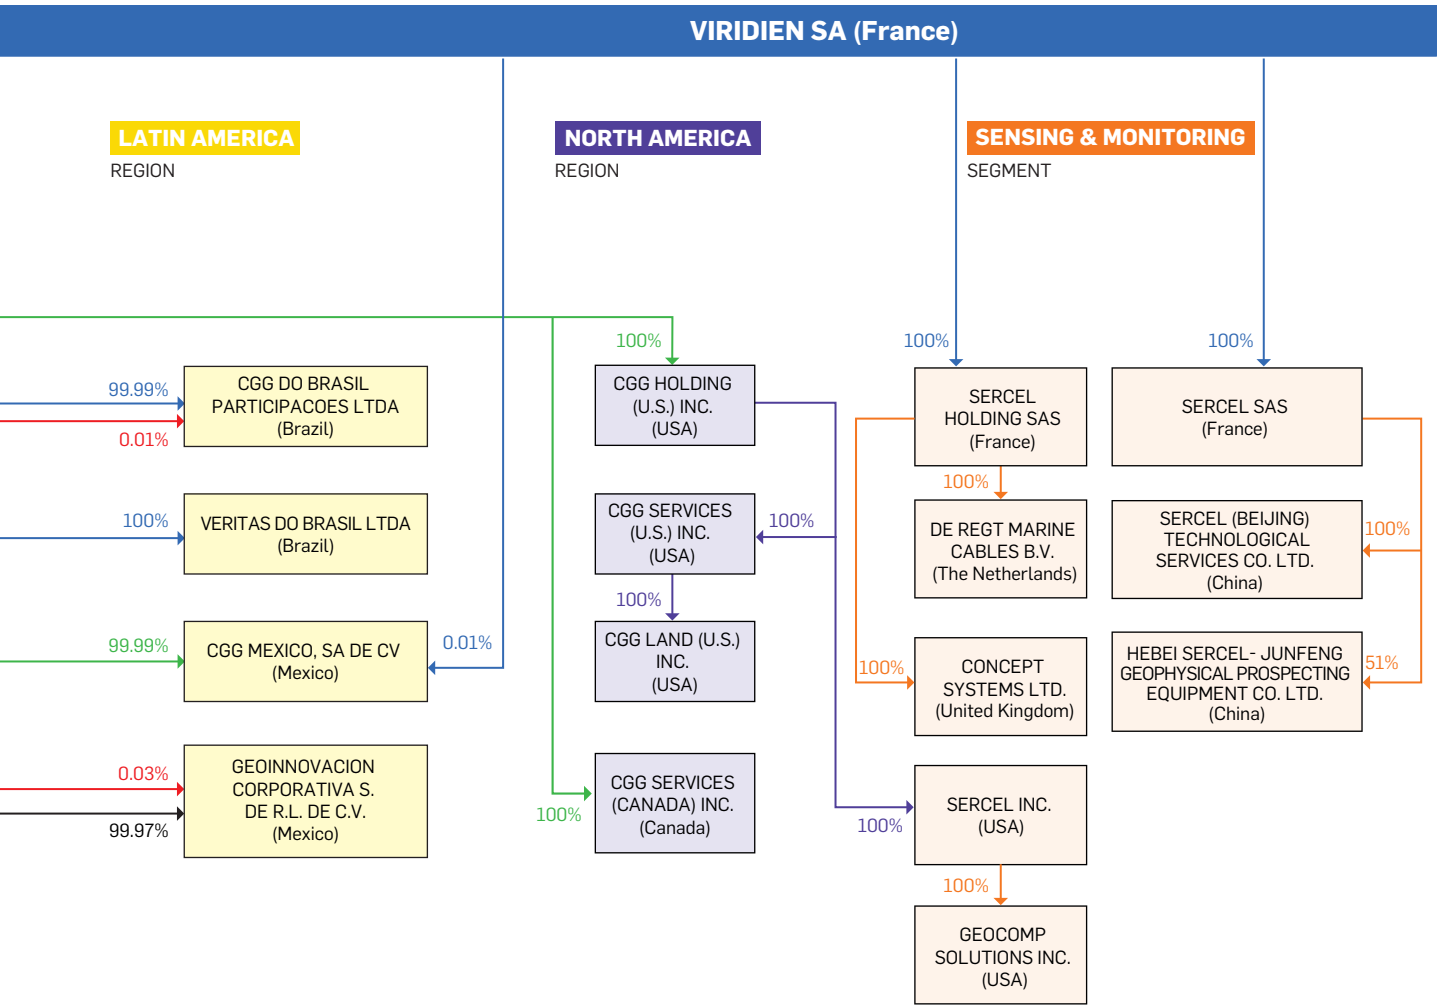 VIRIDIEN SA (France)
LATIN AMERICA
REGION
NORTH AMERICA
REGION
SENSING & MONITORING
SEGMENT
99.99%
0.01%
CGG DO BRASIL
PARTICIPACOES LTDA
(Brazil)
100%
VERITAS DO BRASIL LTDA
(Brazil)
99.99%
CGG MEXICO, SA DE CV
(Mexico)
0.01%
0.03%
99.97%
GEOINNOVACION
CORPORATIVA S.
DE R.L. DE C.V.
(Mexico)
100%
CGG HOLDING
(U.S.) INC.
(USA)
100%
CGG SERVICES
(U.S.) INC.
(USA)
100%
CGG LAND (U.S.)
INC.
(USA)
100%
CGG SERVICES
(CANADA) INC.
(Canada)
100%
SERCEL
HOLDING SAS
(France)
100%
DE REGT MARINE
CABLES B.V.
(The Netherlands)
100%
CONCEPT
SYSTEMS LTD.
(United Kingdom)
100%
SERCEL INC.
(USA)
100%
GEOCOMP
SOLUTIONS INC.
(USA)
100%
SERCEL SAS
(France)
100%
SERCEL (BEIJING)
TECHNOLOGICAL
SERVICES CO. LTD.
(China)
51%
HEBEI SERCEL- JUNFENG
GEOPHYSICAL PROSPECTING
EQUIPMENT CO. LTD.
(China)